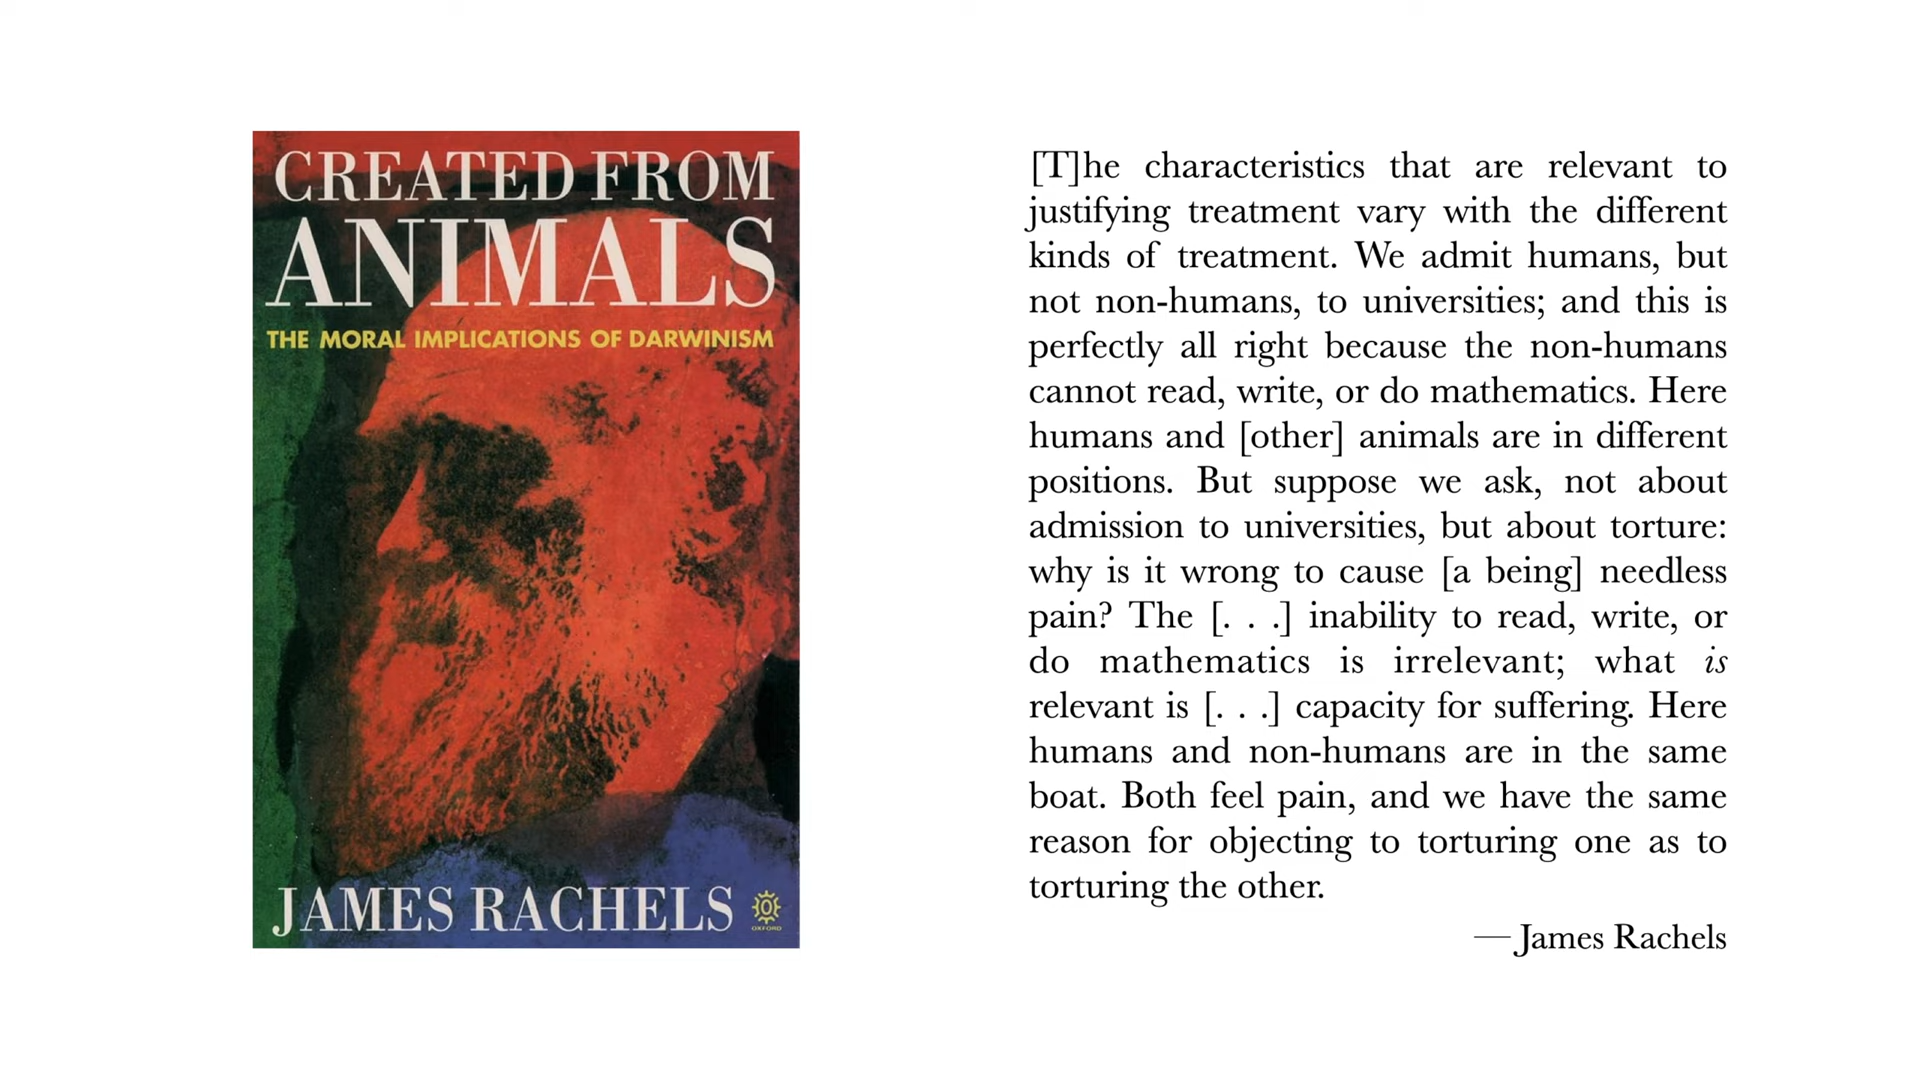 CREATED FROM
ANIMALS
THE MORAL IMPLICATIONS OF DARWINISM
JAMES RACHELS
OXFORD
[T]he characteristics that are relevant to
justifying treatment vary with the different
kinds of treatment. We admit humans, but
not non-humans, to universities; and this is
perfectly all right because the non-humans
cannot read, write, or do mathematics. Here
humans and [other] animals are in different
positions. But suppose we ask, not about
admission to universities, but about torture:
why is it wrong to cause [a being] needless
pain? The [. . .] inability to read, write, or
do mathematics is irrelevant; what is
relevant is [. . .] capacity for suffering. Here
humans and non-humans are in the same
boat. Both feel pain, and we have the same
reason for objecting to torturing one as to
torturing the other.
— James Rachels